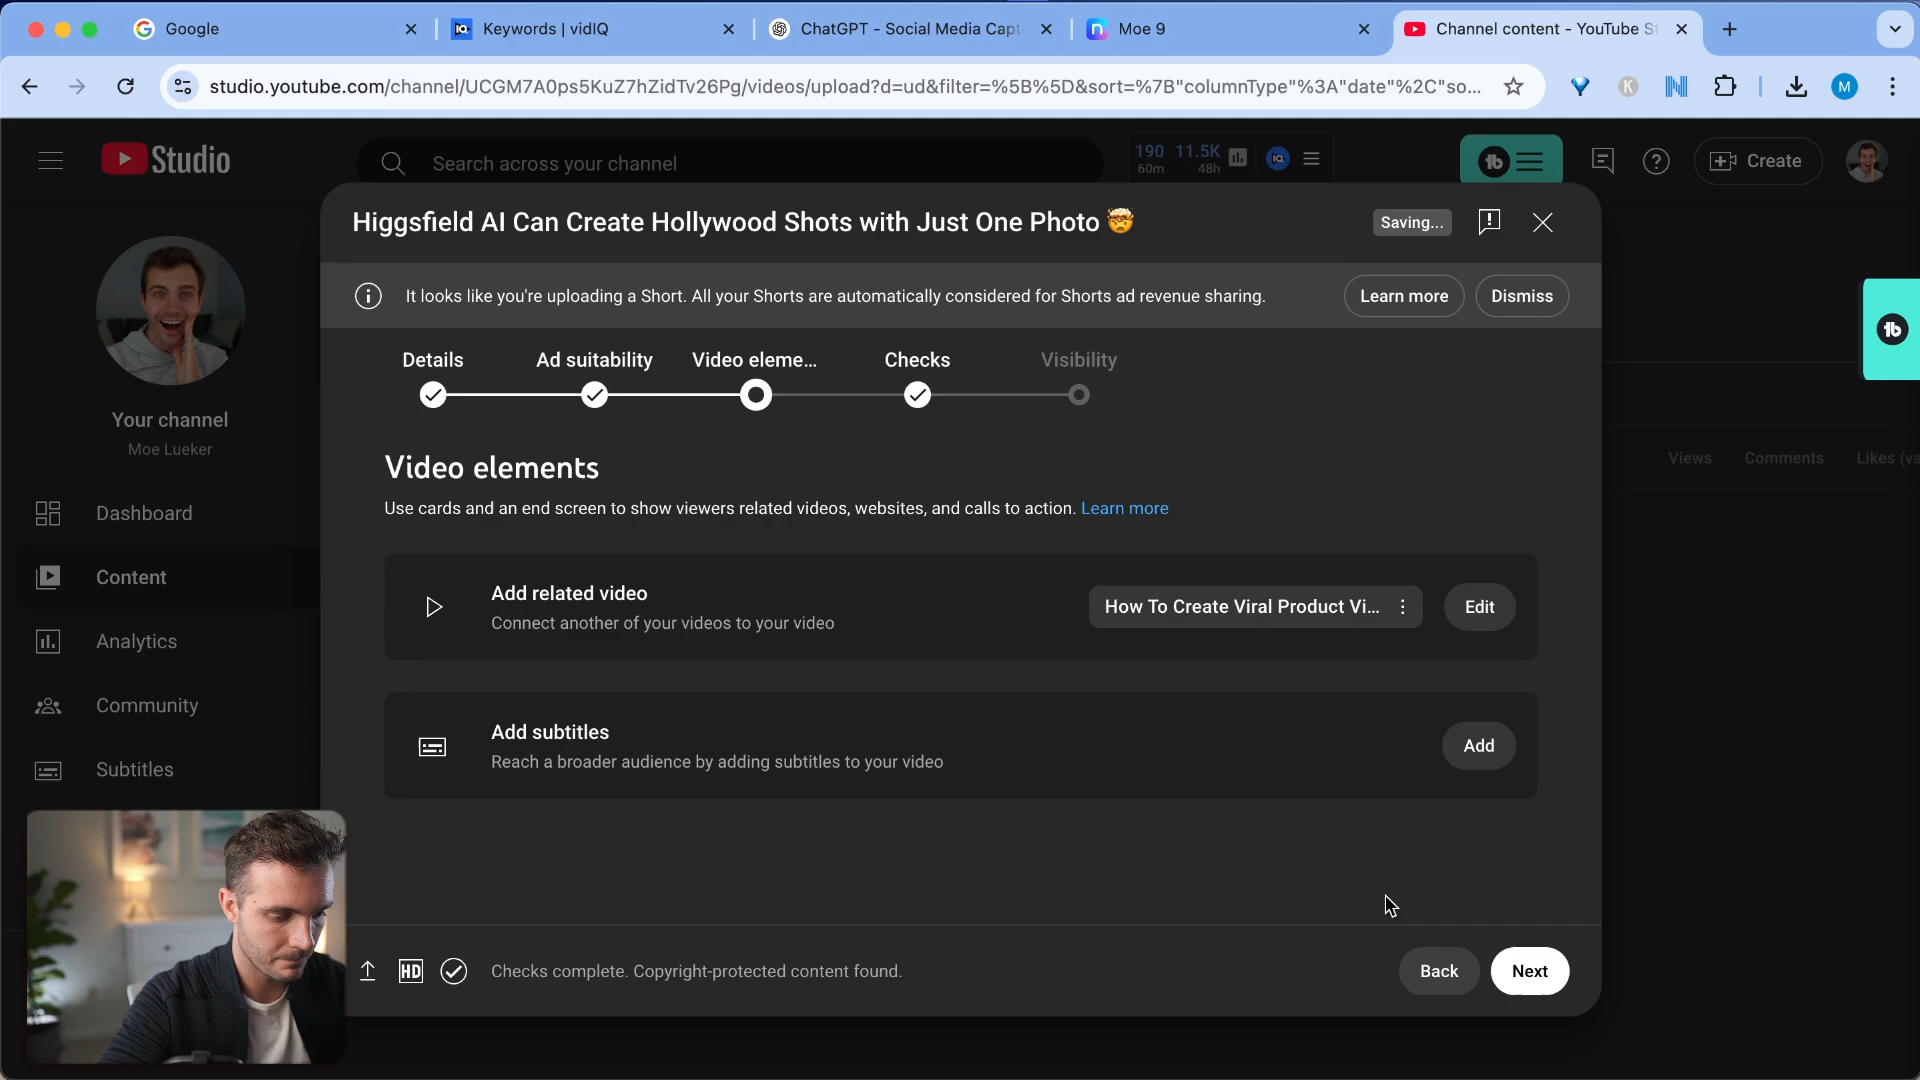 Google
Keywords | vidIQ
ChatGPT - Social Media Capt
Moe 9
Channel content - YouTube St
studio.youtube.com/channel/UCGM7A0ps5KuZ7hZidTv26Pg/videos/upload?d=ud&filter=%5B%5D&sort=%7B"columnType"%3A"date"%2C"so...
K
M
Studio
Search across your channel
190 11.5K
60m 48h
Create
Higgsfield AI Can Create Hollywood Shots with Just One Photo 🤯
Saving...
It looks like you're uploading a Short. All your Shorts are automatically considered for Shorts ad revenue sharing.
Learn more
Dismiss
Details
Ad suitability
Video eleme...
Checks
Visibility
Your channel
Moe Lueker
Dashboard
Content
Analytics
Community
Subtitles
Views
Comments
Likes (vs
Video elements
Use cards and an end screen to show viewers related videos, websites, and calls to action. Learn more
Add related video
Connect another of your videos to your video
How To Create Viral Product Vi...
Edit
Add subtitles
Reach a broader audience by adding subtitles to your video
Add
HD
Checks complete. Copyright-protected content found.
Back
Next